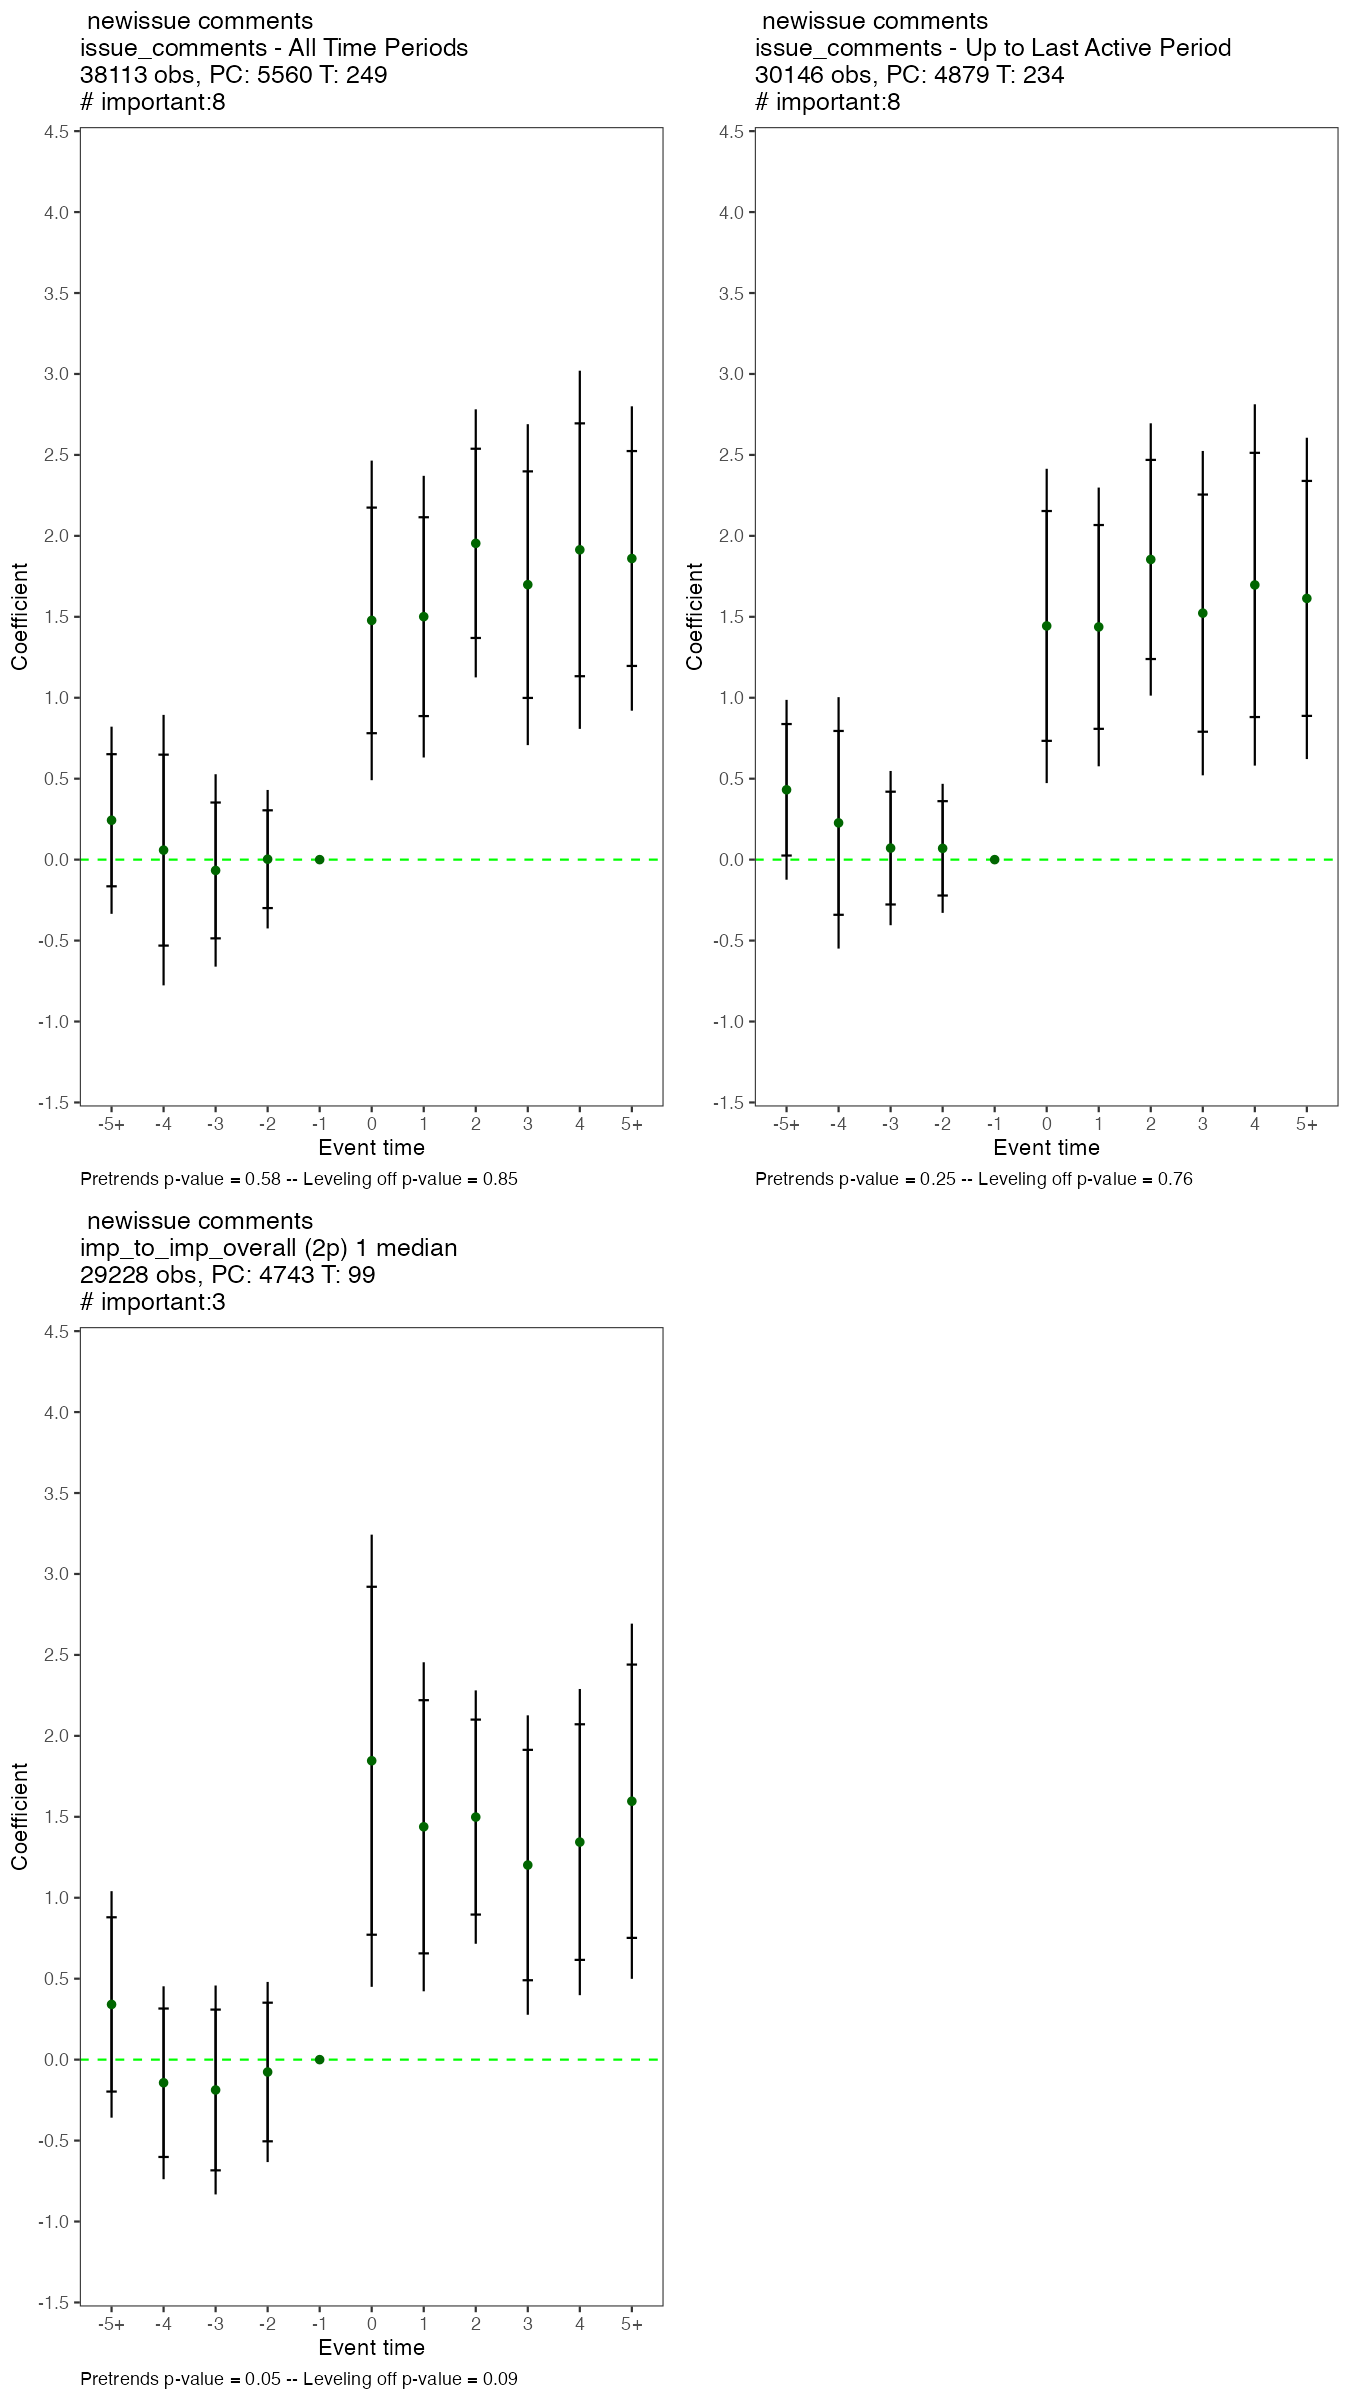 newissue comments
issue_comments - All Time Periods
38113 obs, PC: 5560 T: 249
# important:8
4.5
4.0
3.5
3.0
2.5
2.0
1.5
1.0
0.5
0.0
-0.5
-1.0
-1.5
Coefficient
-5+ -4 -3 -2 -1 0 1 2 3 4 5+
Event time
Pretrends p-value = 0.58 -- Leveling off p-value = 0.85
newissue comments
issue_comments - Up to Last Active Period
30146 obs, PC: 4879 T: 234
# important:8
4.5
4.0
3.5
3.0
2.5
2.0
1.5
1.0
0.5
0.0
-0.5
-1.0
-1.5
Coefficient
-5+ -4 -3 -2 -1 0 1 2 3 4 5+
Event time
Pretrends p-value = 0.25 -- Leveling off p-value = 0.76
newissue comments
imp_to_imp_overall (2p) 1 median
29228 obs, PC: 4743 T: 99
# important:3
4.5
4.0
3.5
3.0
2.5
2.0
1.5
1.0
0.5
0.0
-0.5
-1.0
-1.5
Coefficient
-5+ -4 -3 -2 -1 0 1 2 3 4 5+
Event time
Pretrends p-value = 0.05 -- Leveling off p-value = 0.09